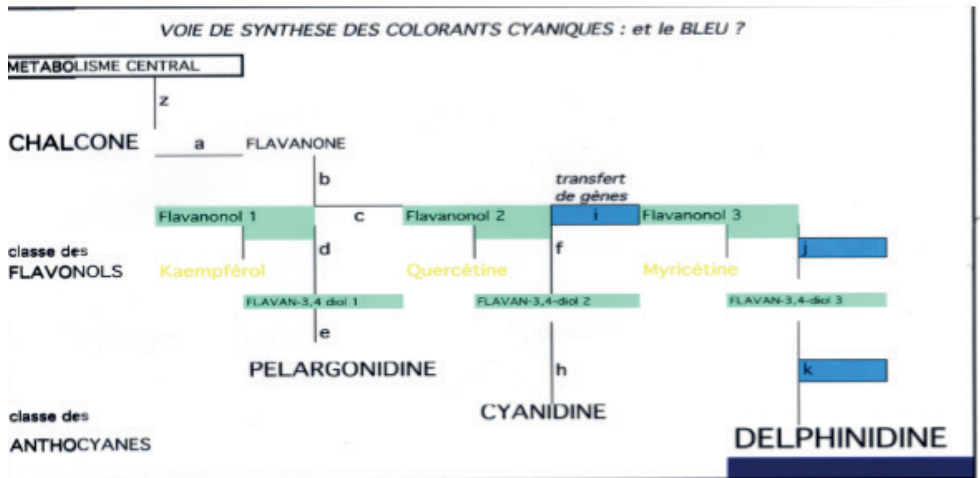 VOIE DE SYNTHESE DES COLORANTS CYANIQUES : et le BLEU ?
METABOLISME CENTRAL
z
CHALCONE
a
FLAVANONE
b
transfert
de gènes
Flavanonol 1
c
Flavanonol 2
i
Flavanonol 3
classe des
FLAVONOLS
d
f
j
Kaempférol
Quercétine
Myricétine
FLAVAN-3,4 diol 1
FLAVAN-3,4-diol 2
FLAVAN-3,4-diol 3
e
PELARGONIDINE
h
k
classe des
ANTHOCYANES
CYANIDINE
DELPHINIDINE